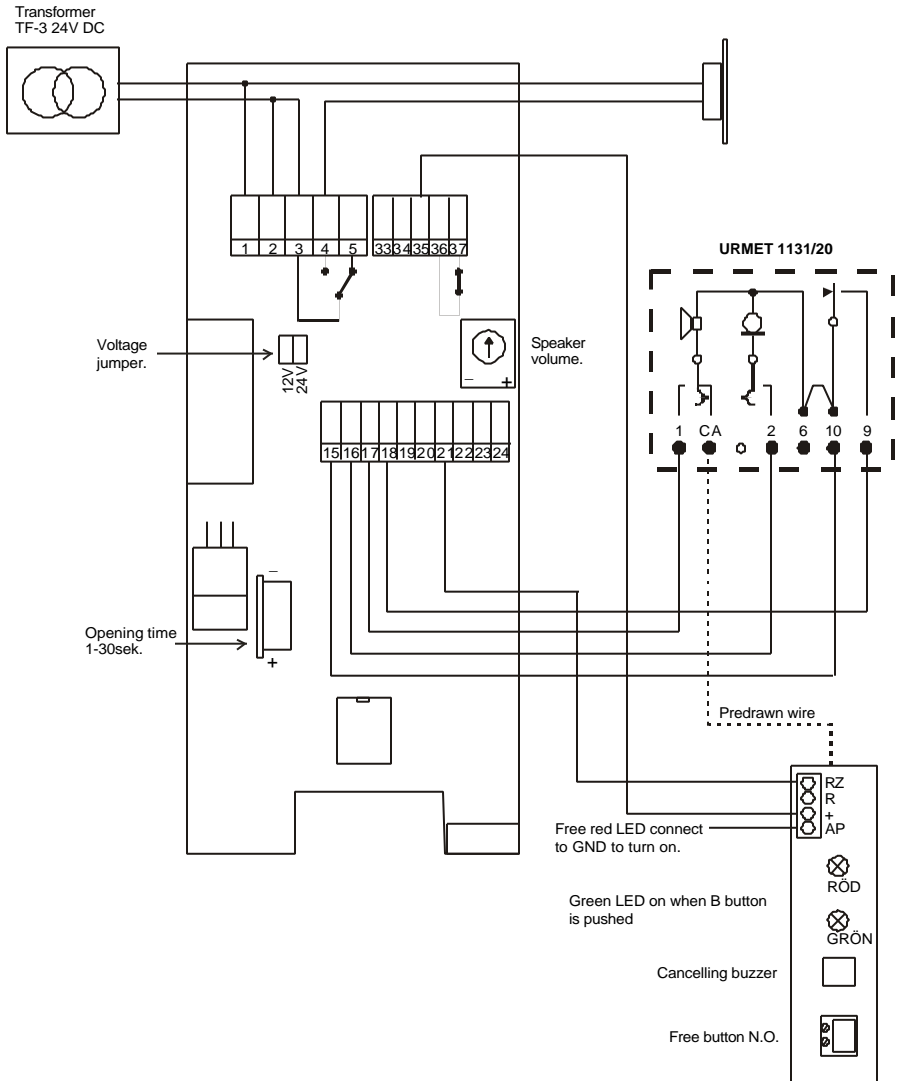 Transformer
TF-3 24V DC
1 2 3 4 5
33 34 35 36 37
URMET 1131/20
Voltage
jumper.
12V
24V
Speaker
volume.
− +
1 CA 2 6 10 9
15 16 17 18 19 20 21 22 23 24
−
Opening time
1-30sek.
+
Predrawn wire
RZ
R
+
AP
Free red LED connect
to GND to turn on.
RÖD
Green LED on when B button
is pushed
GRÖN
Cancelling buzzer
Free button N.O.